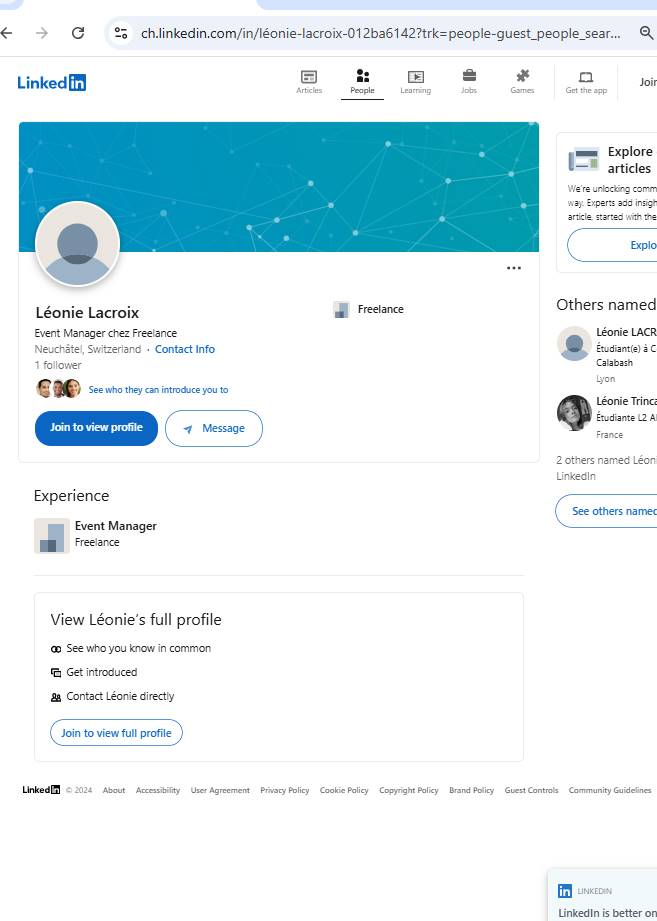 ch.linkedin.com/in/léonie-lacroix-012ba6142?trk=people-guest_people_sear...
Linkedin
Articles
People
Learning
Jobs
Games
Get the app
Join
Explore
articles
We're unlocking comm
way. Experts add insigh
article, started with the
Explo
Léonie Lacroix
Freelance
Event Manager chez Freelance
Neuchâtel, Switzerland · Contact Info
1 follower
See who they can introduce you to
Join to view profile
Message
Others named
Léonie LACR
Étudiant(e) à C
Calabash
Lyon
Léonie Trinca
Étudiante L2 A
France
2 others named Léoni
LinkedIn
See others named
Experience
Event Manager
Freelance
View Léonie’s full profile
See who you know in common
Get introduced
Contact Léonie directly
Join to view full profile
Linkedin © 2024 About Accessibility User Agreement Privacy Policy Cookie Policy Copyright Policy Brand Policy Guest Controls Community Guidelines
in LINKEDIN
LinkedIn is better on